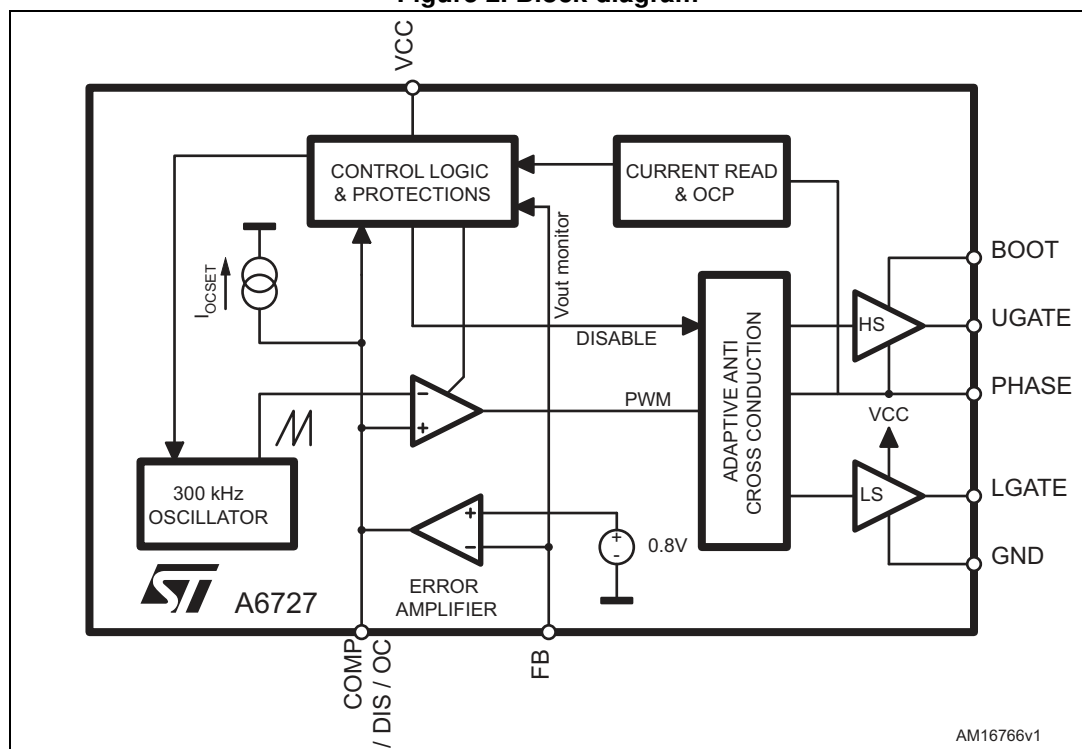 Figure 2. Block diagram
VCC
CONTROL LOGIC
& PROTECTIONS
CURRENT READ
& OCP
IOCSET
Vout monitor
DISABLE
ADAPTIVE ANTI
CROSS CONDUCTION
HS
BOOT
UGATE
PHASE
VCC
LS
LGATE
GND
−
+
PWM
300 kHz
OSCILLATOR
+
−
+
-
0.8V
ERROR
AMPLIFIER
ST
A6727
COMP
/ DIS / OC
FB
AM16766v1